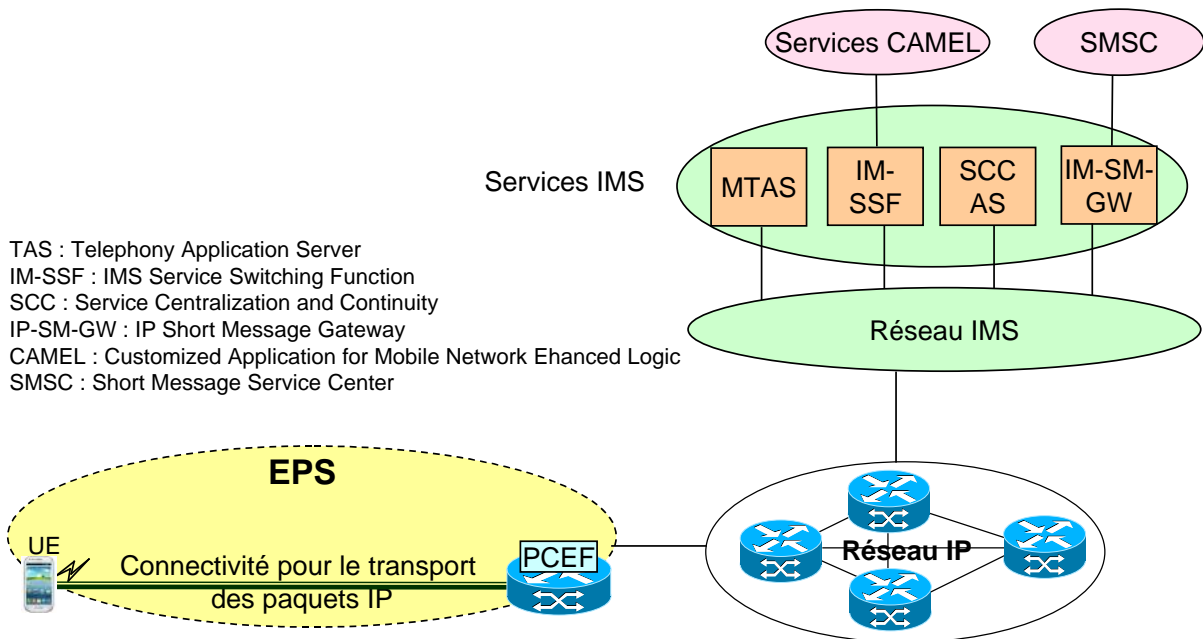 Services CAMEL
SMSC
Services IMS
MTAS
IM-
SSF
SCC
AS
IM-SM-
GW
TAS : Telephony Application Server
IM-SSF : IMS Service Switching Function
SCC : Service Centralization and Continuity
IP-SM-GW : IP Short Message Gateway
CAMEL : Customized Application for Mobile Network Ehanced Logic
SMSC : Short Message Service Center
Réseau IMS
EPS
UE
Connectivité pour le transport
des paquets IP
PCEF
Réseau IP